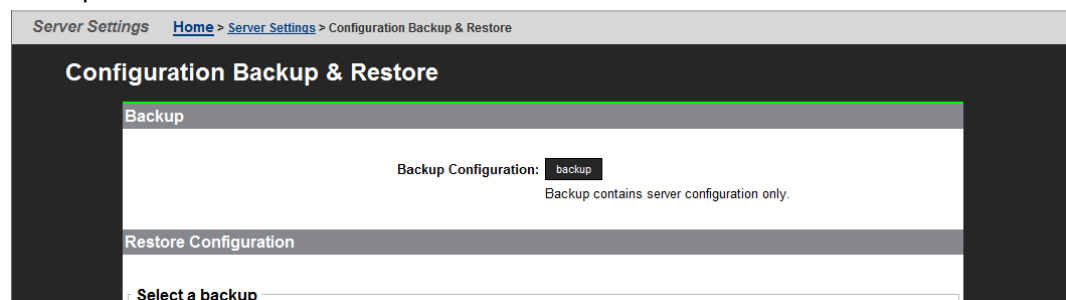 Server Settings Home > Server Settings > Configuration Backup & Restore
Configuration Backup & Restore
Backup
Backup Configuration: backup
Backup contains server configuration only.
Restore Configuration
Select a backup